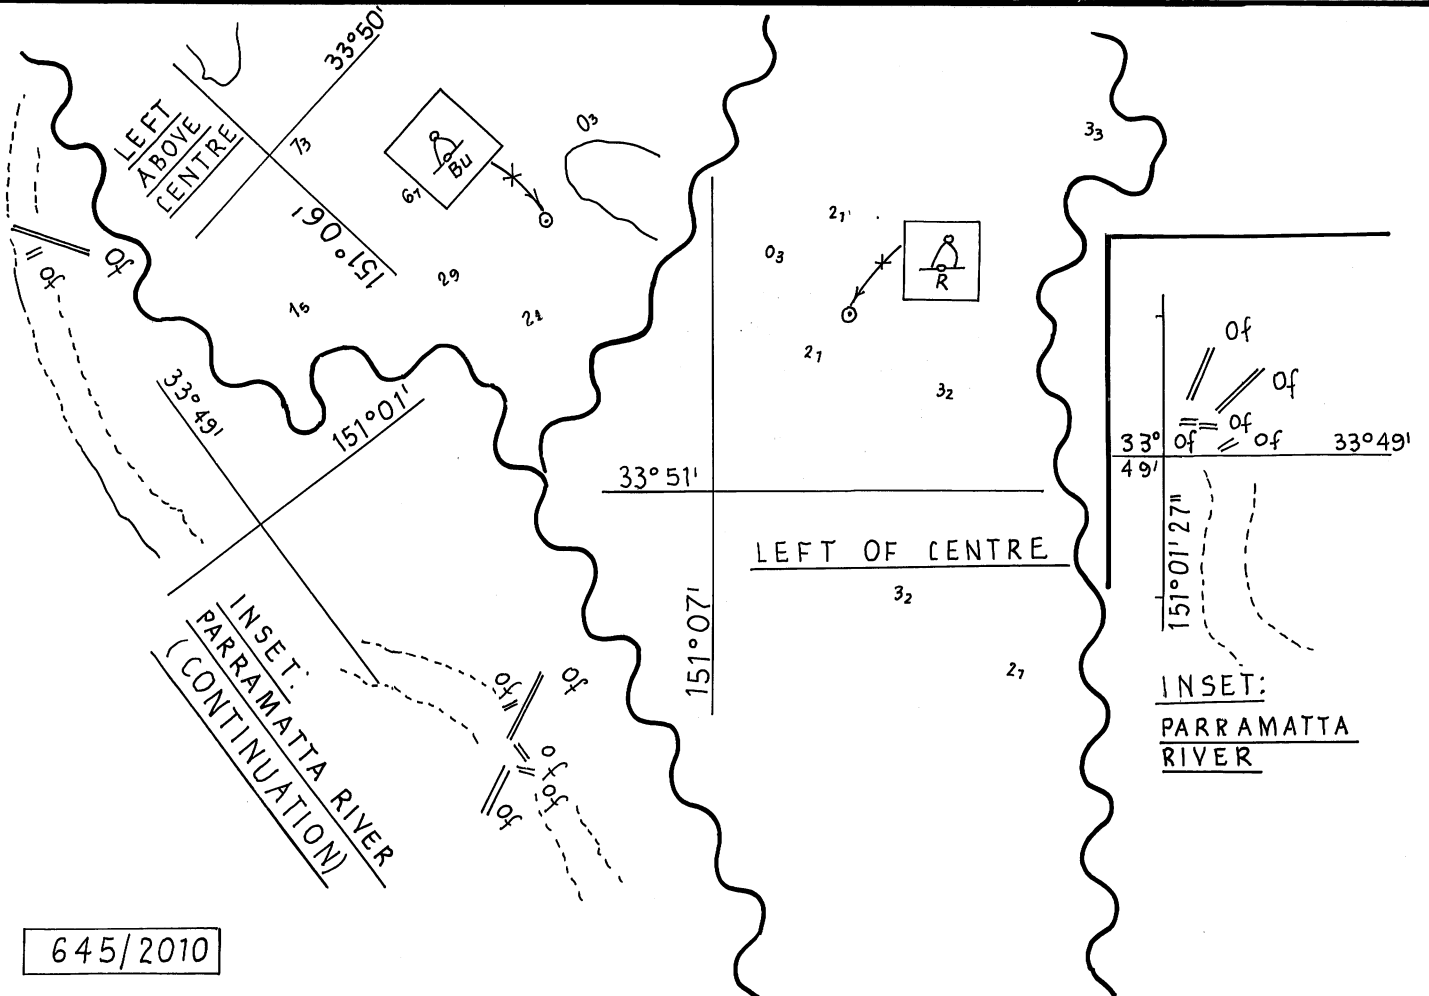 LEFT
ABOVE
CENTRE
33°50'
151°06'
7₃
6₇
Bu
0₃
2₉
1₅
2₂
of
of
33°49'
151°01'
INSET:
PARRAMATTA RIVER
(CONTINUATION)
of
of
of
of
of
645/2010
3₃
2₇
0₃
R
2₇
3₂
33°51'
151°07'
LEFT OF CENTRE
3₂
2₇
Of
Of
Of
Of
Of
33°
49'
33°49'
151°01'27"
INSET:
PARRAMATTA
RIVER